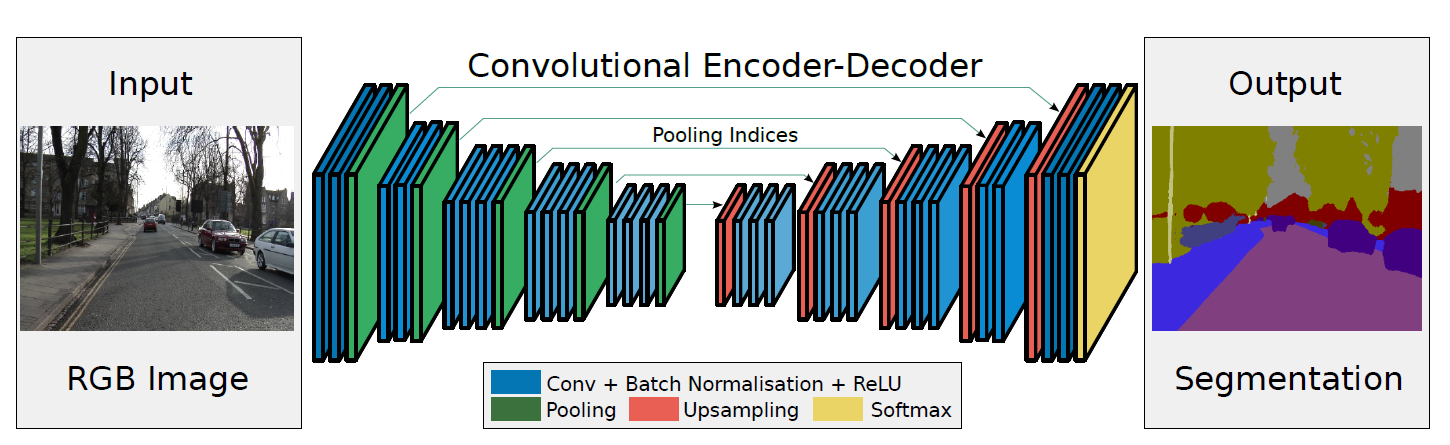 Input
RGB Image
Convolutional Encoder-Decoder
Pooling Indices
Conv + Batch Normalisation + ReLU
Pooling
Upsampling
Softmax
Output
Segmentation